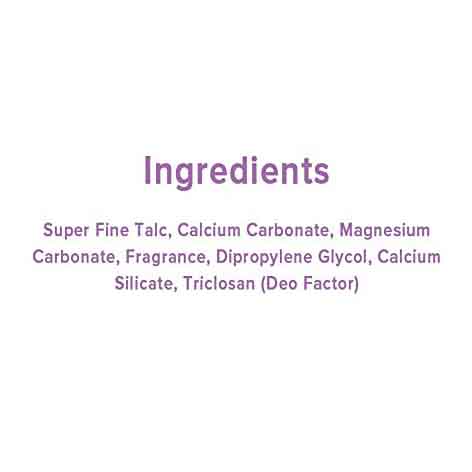 Ingredients
Super Fine Talc, Calcium Carbonate, Magnesium
Carbonate, Fragrance, Dipropylene Glycol, Calcium
Silicate, Triclosan (Deo Factor)